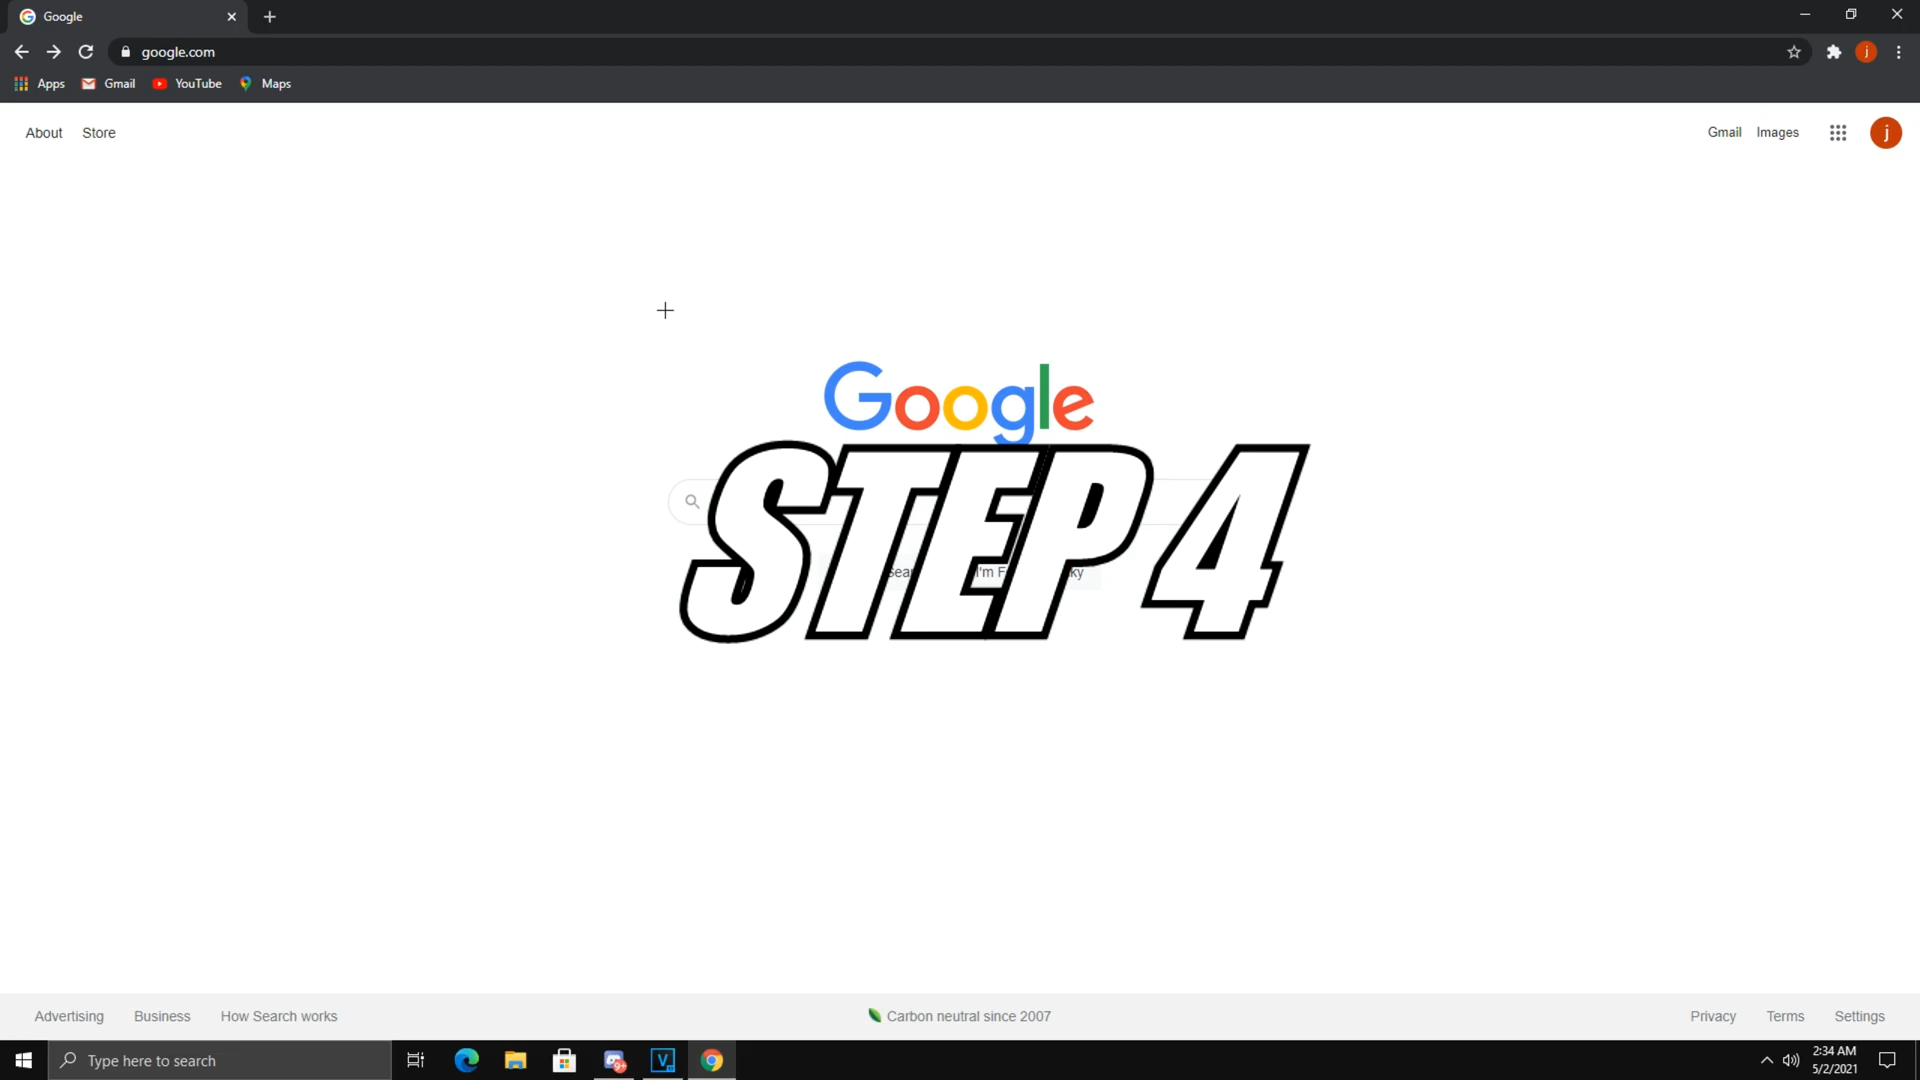 Google
google.com
j
Apps Gmail YouTube Maps
About Store
Gmail Images
j
Google
STEP 4
Advertising Business How Search works
Carbon neutral since 2007
Privacy Terms Settings
Type here to search
9+
V
2:34 AM
5/2/2021